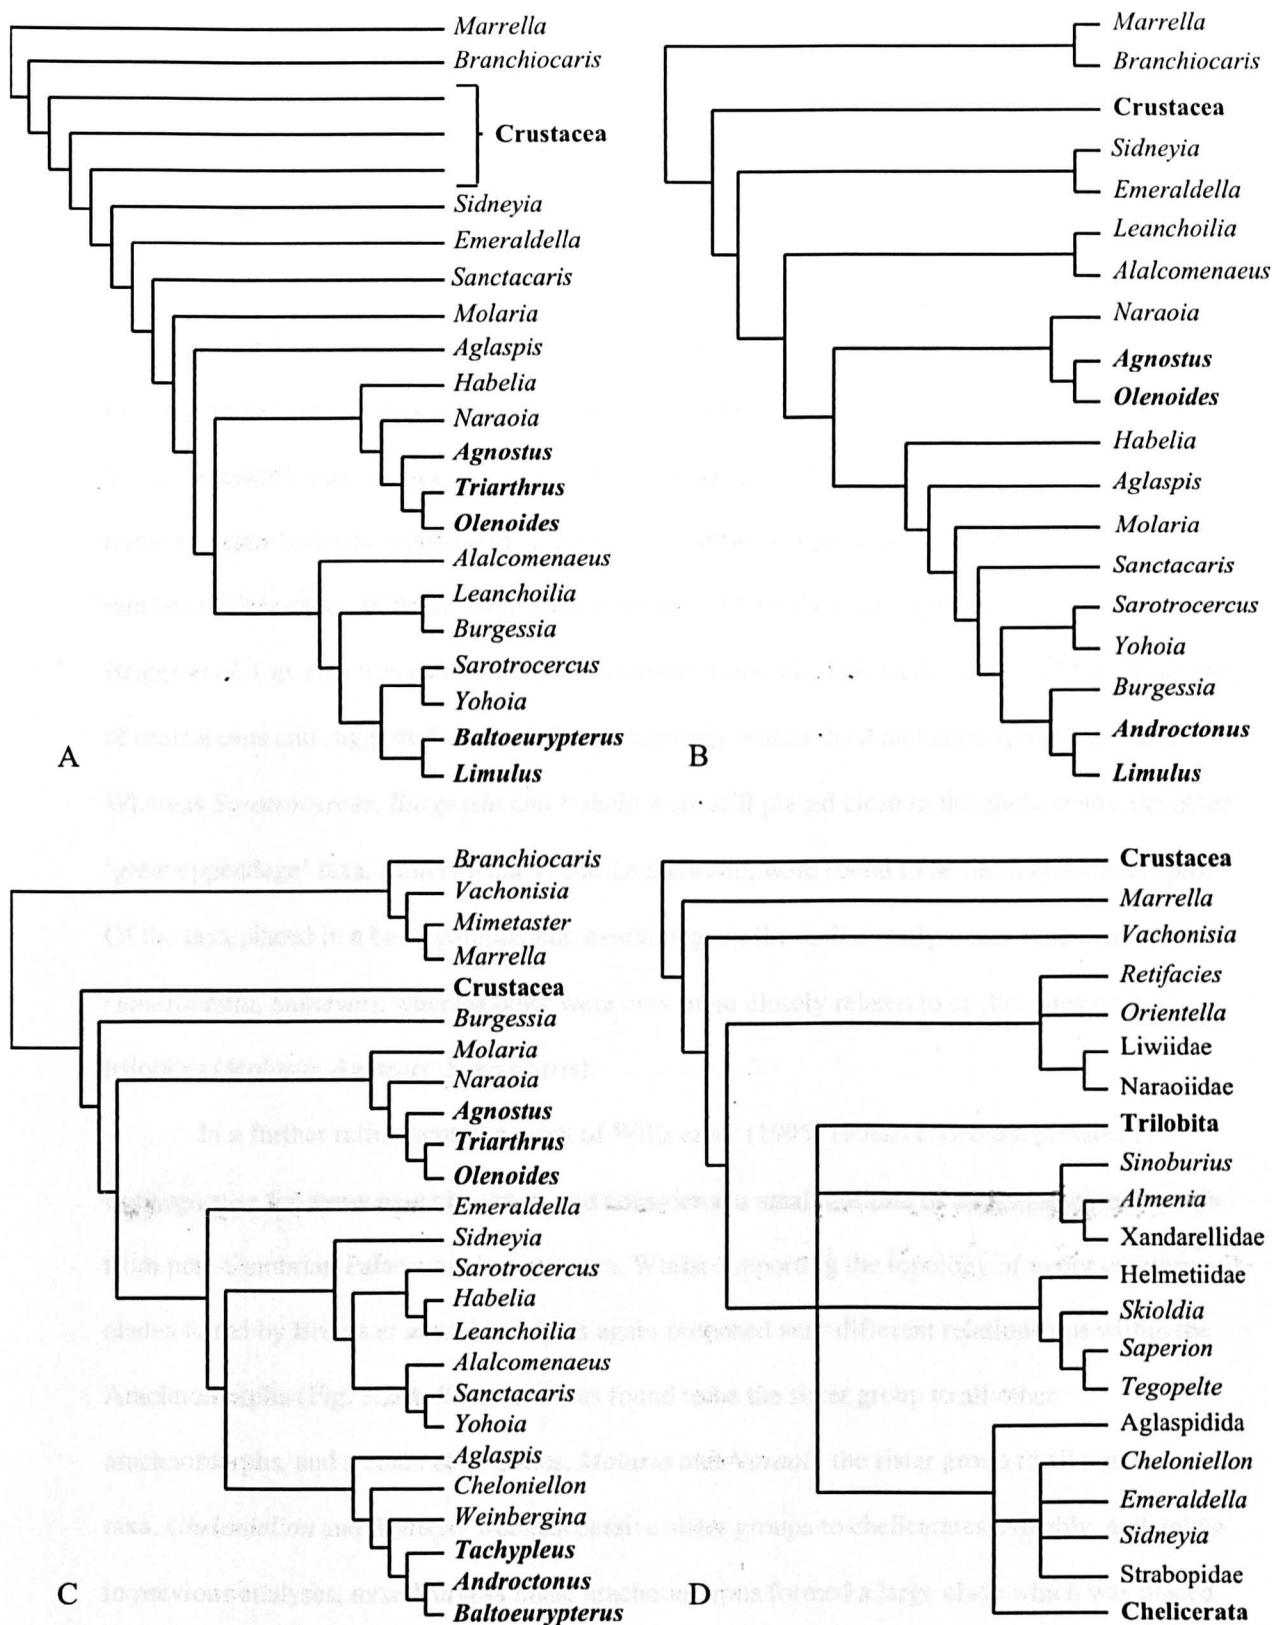 Marrella
Branchiocaris
Crustacea
Sidneyia
Emeraldella
Sanctacaris
Molaria
Aglaspis
Habelia
Naraoia
Agnostus
Triarthrus
Olenoides
Alalcomenaeus
Leanchoilia
Burgessia
Sarotrocercus
Yohoia
Baltoeurypterus
Limulus
A
Marrella
Branchiocaris
Crustacea
Sidneyia
Emeraldella
Leanchoilia
Alalcomenaeus
Naraoia
Agnostus
Olenoides
Habelia
Aglaspis
Molaria
Sanctacaris
Sarotrocercus
Yohoia
Burgessia
Androctonus
Limulus
B
Branchiocaris
Vachonisia
Mimetaster
Marrella
Crustacea
Burgessia
Molaria
Naraoia
Agnostus
Triarthrus
Olenoides
Emeraldella
Sidneyia
Sarotrocercus
Habelia
Leanchoilia
Alalcomenaeus
Sanctacaris
Yohoia
Aglaspis
Cheloniellon
Weinbergina
Tachypleus
Androctonus
Baltoeurypterus
C
Crustacea
Marrella
Vachonisia
Retifacies
Orientella
Liwiidae
Naraoiidae
Trilobita
Sinoburius
Almenia
Xandarellidae
Helmetiidae
Skioldia
Saperion
Tegopelte
Aglaspidida
Cheloniellon
Emeraldella
Sidneyia
Strabopidae
Chelicerata
D